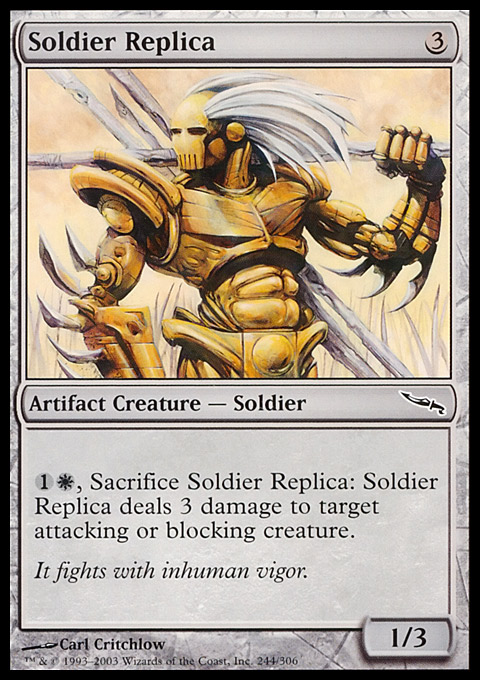 Soldier Replica 3
Artifact Creature — Soldier
1, Sacrifice Soldier Replica: Soldier
Replica deals 3 damage to target
attacking or blocking creature.
It fights with inhuman vigor.
Carl Critchlow
™ & © 1993–2003 Wizards of the Coast, Inc. 244/306
1/3